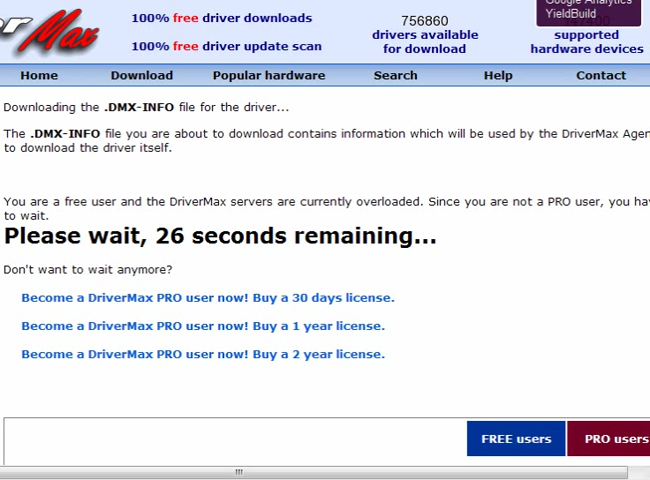 er Max
100% free driver downloads
100% free driver update scan
756860
drivers available
for download
Google Analytics
YieldBuild
supported
hardware devices
Home Download Popular hardware Search Help Contact
Downloading the .DMX-INFO file for the driver...
The .DMX-INFO file you are about to download contains information which will be used by the DriverMax Agen
to download the driver itself.
You are a free user and the DriverMax servers are currently overloaded. Since you are not a PRO user, you ha
to wait.
Please wait, 26 seconds remaining...
Don't want to wait anymore?
Become a DriverMax PRO user now! Buy a 30 days license.
Become a DriverMax PRO user now! Buy a 1 year license.
Become a DriverMax PRO user now! Buy a 2 year license.
FREE users PRO users